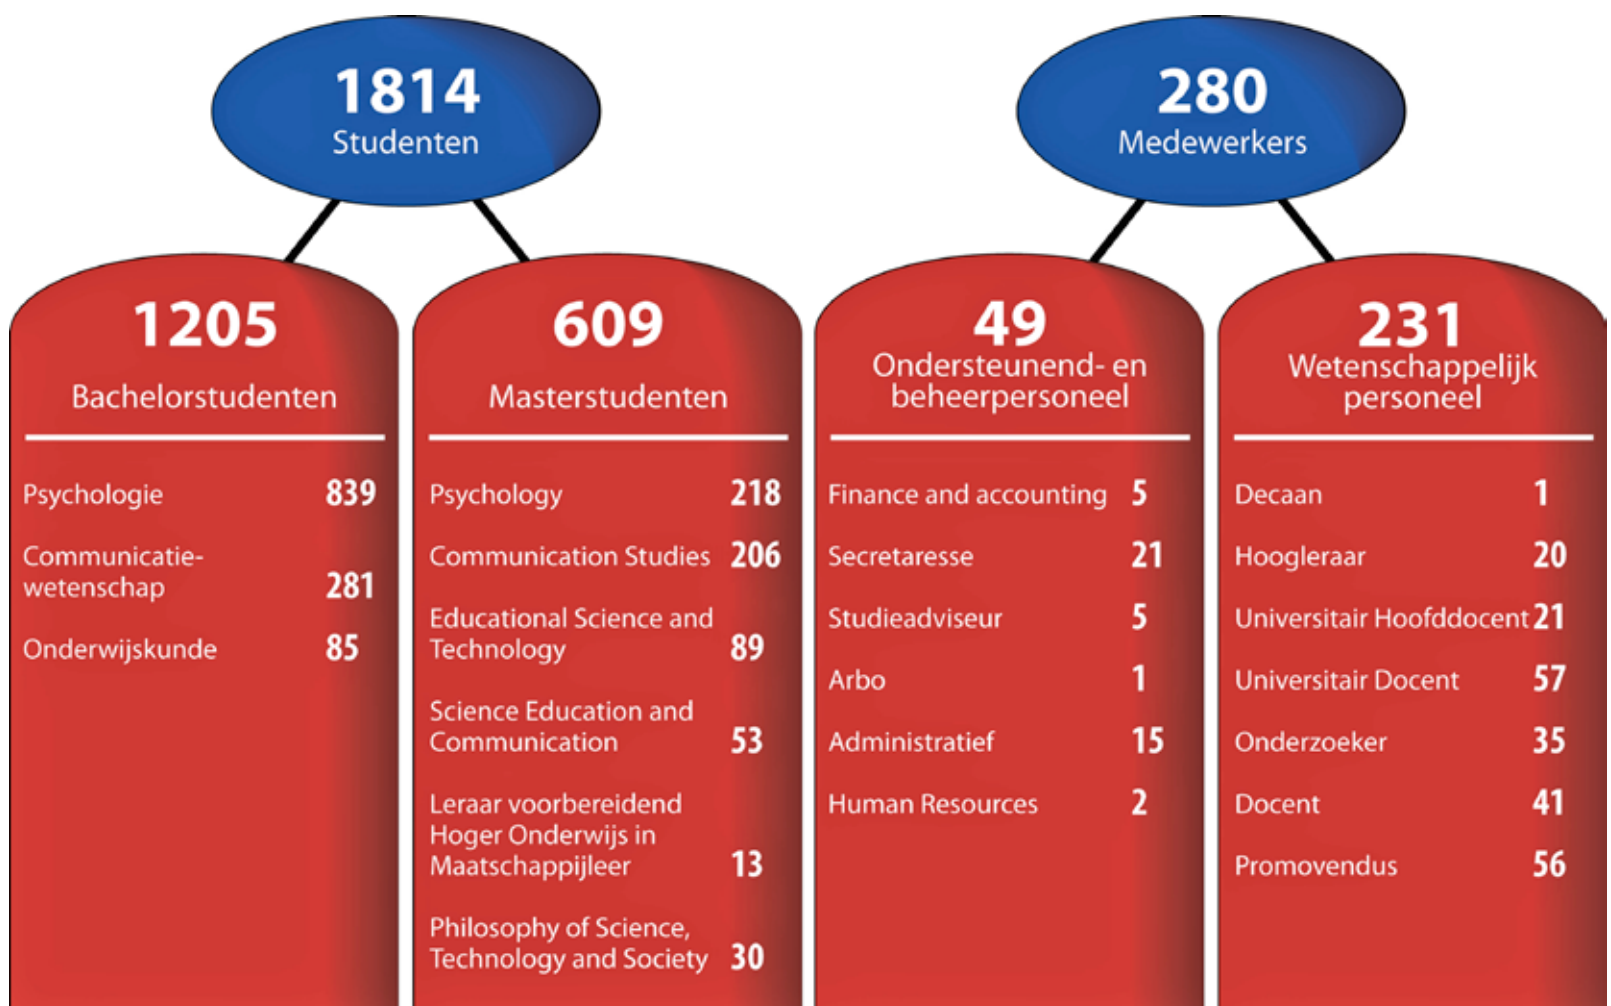 1814
Studenten
280
Medewerkers
1205
Bachelorstudenten
Psychologie 839
Communicatie-
wetenschap 281
Onderwijskunde 85
609
Masterstudenten
Psychology 218
Communication Studies 206
Educational Science and
Technology 89
Science Education and
Communication 53
Leraar voorbereidend
Hoger Onderwijs in
Maatschappijleer 13
Philosophy of Science,
Technology and Society 30
49
Ondersteunend- en
beheerpersoneel
Finance and accounting 5
Secretaresse 21
Studieadviseur 5
Arbo 1
Administratief 15
Human Resources 2
231
Wetenschappelijk
personeel
Decaan 1
Hoogleraar 20
Universitair Hoofddocent 21
Universitair Docent 57
Onderzoeker 35
Docent 41
Promovendus 56